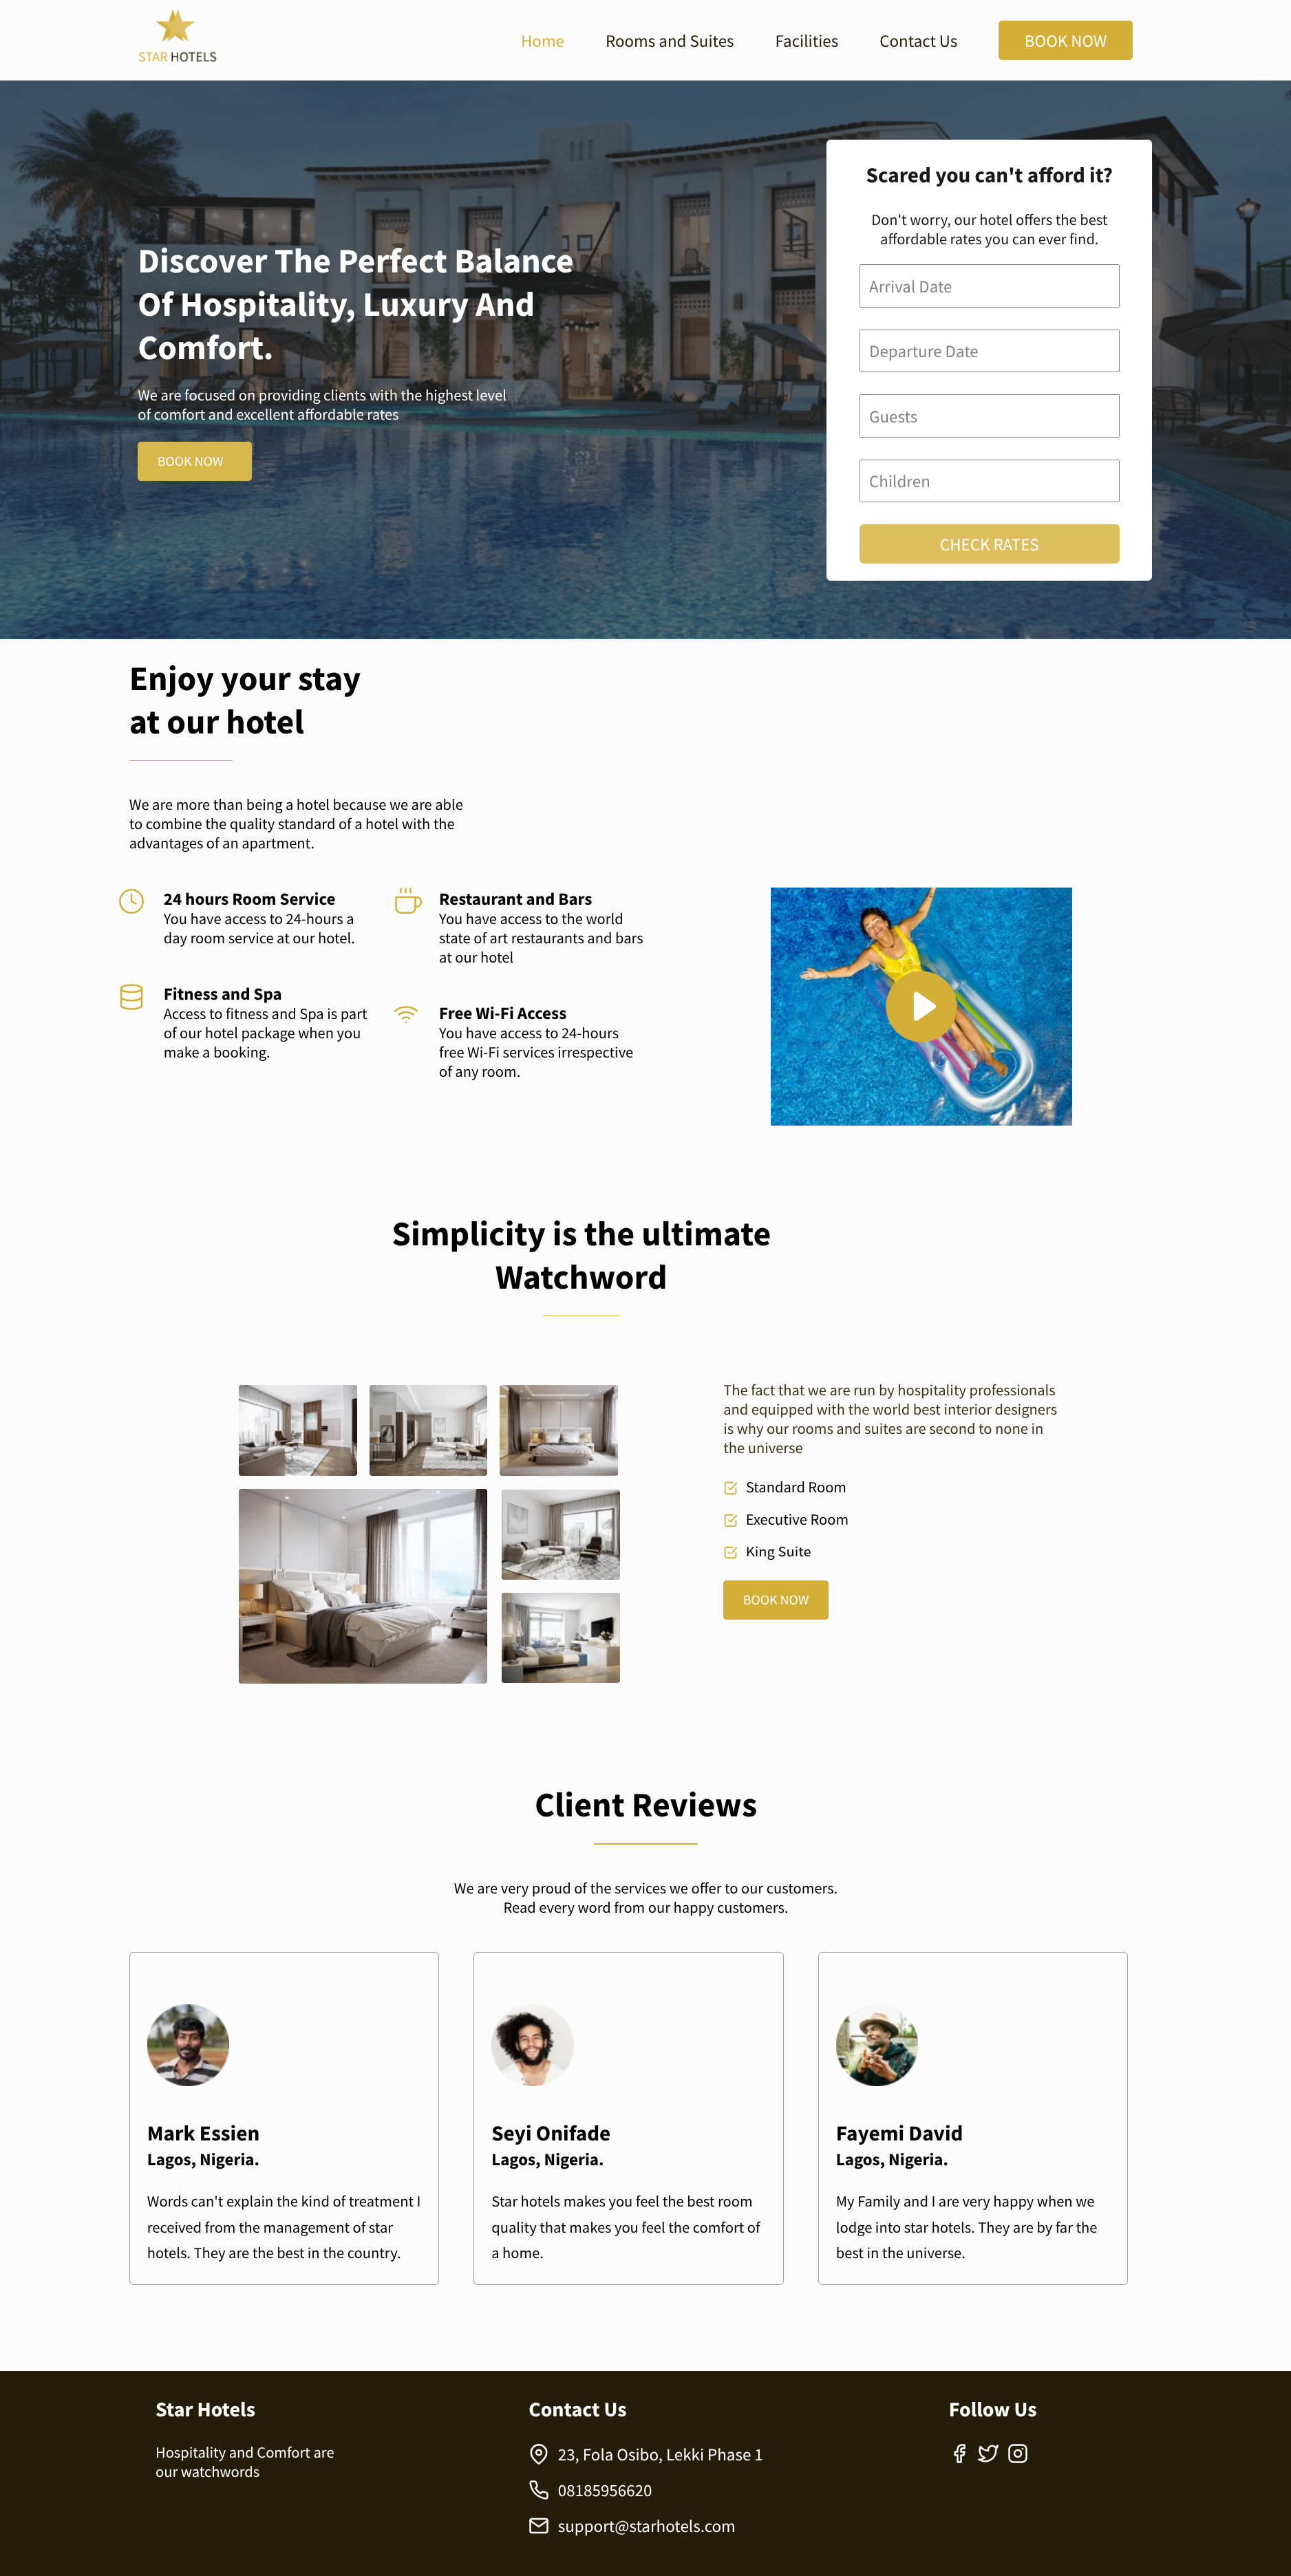 STAR HOTELS
Home
Rooms and Suites
Facilities
Contact Us
BOOK NOW
Discover The Perfect Balance
Of Hospitality, Luxury And
Comfort.
We are focused on providing clients with the highest level
of comfort and excellent affordable rates
BOOK NOW
Scared you can't afford it?
Don't worry, our hotel offers the best
affordable rates you can ever find.
Arrival Date
Departure Date
Guests
Children
CHECK RATES
Enjoy your stay
at our hotel
We are more than being a hotel because we are able
to combine the quality standard of a hotel with the
advantages of an apartment.
24 hours Room Service
You have access to 24-hours a
day room service at our hotel.
Restaurant and Bars
You have access to the world
state of art restaurants and bars
at our hotel
Fitness and Spa
Access to fitness and Spa is part
of our hotel package when you
make a booking.
Free Wi-Fi Access
You have access to 24-hours
free Wi-Fi services irrespective
of any room.
Simplicity is the ultimate
Watchword
The fact that we are run by hospitality professionals
and equipped with the world best interior designers
is why our rooms and suites are second to none in
the universe
Standard Room
Executive Room
King Suite
BOOK NOW
Client Reviews
We are very proud of the services we offer to our customers.
Read every word from our happy customers.
Mark Essien
Lagos, Nigeria.
Words can't explain the kind of treatment I
received from the management of star
hotels. They are the best in the country.
Seyi Onifade
Lagos, Nigeria.
Star hotels makes you feel the best room
quality that makes you feel the comfort of
a home.
Fayemi David
Lagos, Nigeria.
My Family and I are very happy when we
lodge into star hotels. They are by far the
best in the universe.
Star Hotels
Hospitality and Comfort are
our watchwords
Contact Us
23, Fola Osibo, Lekki Phase 1
08185956620
support@starhotels.com
Follow Us